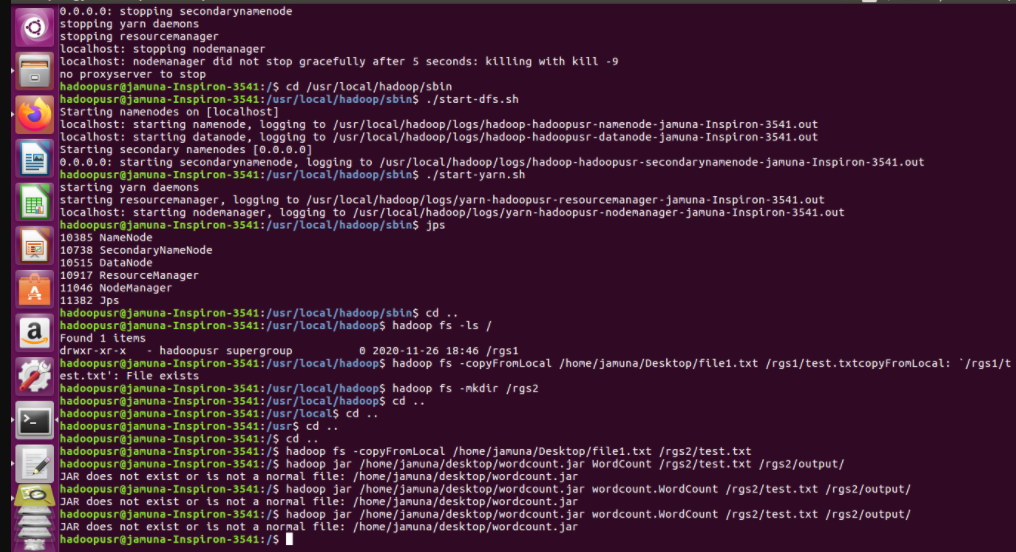 0.0.0.0: stopping secondarynamenode
stopping yarn daemons
stopping resourcemanager
localhost: stopping nodemanager
localhost: nodemanager did not stop gracefully after 5 seconds: killing with kill -9
no proxyserver to stop
hadoopusr@jamuna-Inspiron-3541:/$ cd /usr/local/hadoop/sbin
hadoopusr@jamuna-Inspiron-3541:/usr/local/hadoop/sbin$ ./start-dfs.sh
Starting namenodes on [localhost]
localhost: starting namenode, logging to /usr/local/hadoop/logs/hadoop-hadoopusr-namenode-jamuna-Inspiron-3541.out
localhost: starting datanode, logging to /usr/local/hadoop/logs/hadoop-hadoopusr-datanode-jamuna-Inspiron-3541.out
Starting secondary namenodes [0.0.0.0]
0.0.0.0: starting secondarynamenode, logging to /usr/local/hadoop/logs/hadoop-hadoopusr-secondarynamenode-jamuna-Inspiron-3541.out
hadoopusr@jamuna-Inspiron-3541:/usr/local/hadoop/sbin$ ./start-yarn.sh
starting yarn daemons
starting resourcemanager, logging to /usr/local/hadoop/logs/yarn-hadoopusr-resourcemanager-jamuna-Inspiron-3541.out
localhost: starting nodemanager, logging to /usr/local/hadoop/logs/yarn-hadoopusr-nodemanager-jamuna-Inspiron-3541.out
hadoopusr@jamuna-Inspiron-3541:/usr/local/hadoop/sbin$ jps
10385 NameNode
10738 SecondaryNameNode
10515 DataNode
10917 ResourceManager
11046 NodeManager
11382 Jps
hadoopusr@jamuna-Inspiron-3541:/usr/local/hadoop/sbin$ cd ..
hadoopusr@jamuna-Inspiron-3541:/usr/local/hadoop$ hadoop fs -ls /
Found 1 items
drwxr-xr-x   - hadoopusr supergroup          0 2020-11-26 18:46 /rgs1
hadoopusr@jamuna-Inspiron-3541:/usr/local/hadoop$ hadoop fs -copyFromLocal /home/jamuna/Desktop/file1.txt /rgs1/test.txtcopyFromLocal: `/rgs1/t
est.txt': File exists
hadoopusr@jamuna-Inspiron-3541:/usr/local/hadoop$ hadoop fs -mkdir /rgs2
hadoopusr@jamuna-Inspiron-3541:/usr/local/hadoop$ cd ..
hadoopusr@jamuna-Inspiron-3541:/usr/local$ cd ..
hadoopusr@jamuna-Inspiron-3541:/usr$ cd ..
hadoopusr@jamuna-Inspiron-3541:/$ cd ..
hadoopusr@jamuna-Inspiron-3541:/$ hadoop fs -copyFromLocal /home/jamuna/Desktop/file1.txt /rgs2/test.txt
hadoopusr@jamuna-Inspiron-3541:/$ hadoop jar /home/jamuna/desktop/wordcount.jar WordCount /rgs2/test.txt /rgs2/output/
JAR does not exist or is not a normal file: /home/jamuna/desktop/wordcount.jar
hadoopusr@jamuna-Inspiron-3541:/$ hadoop jar /home/jamuna/desktop/wordcount.jar wordcount.WordCount /rgs2/test.txt /rgs2/output/
JAR does not exist or is not a normal file: /home/jamuna/desktop/wordcount.jar
hadoopusr@jamuna-Inspiron-3541:/$ hadoop jar /home/jamuna/desktop/wordcount.jar wordcount.WordCount /rgs2/test.txt /rgs2/output/
JAR does not exist or is not a normal file: /home/jamuna/desktop/wordcount.jar
hadoopusr@jamuna-Inspiron-3541:/$